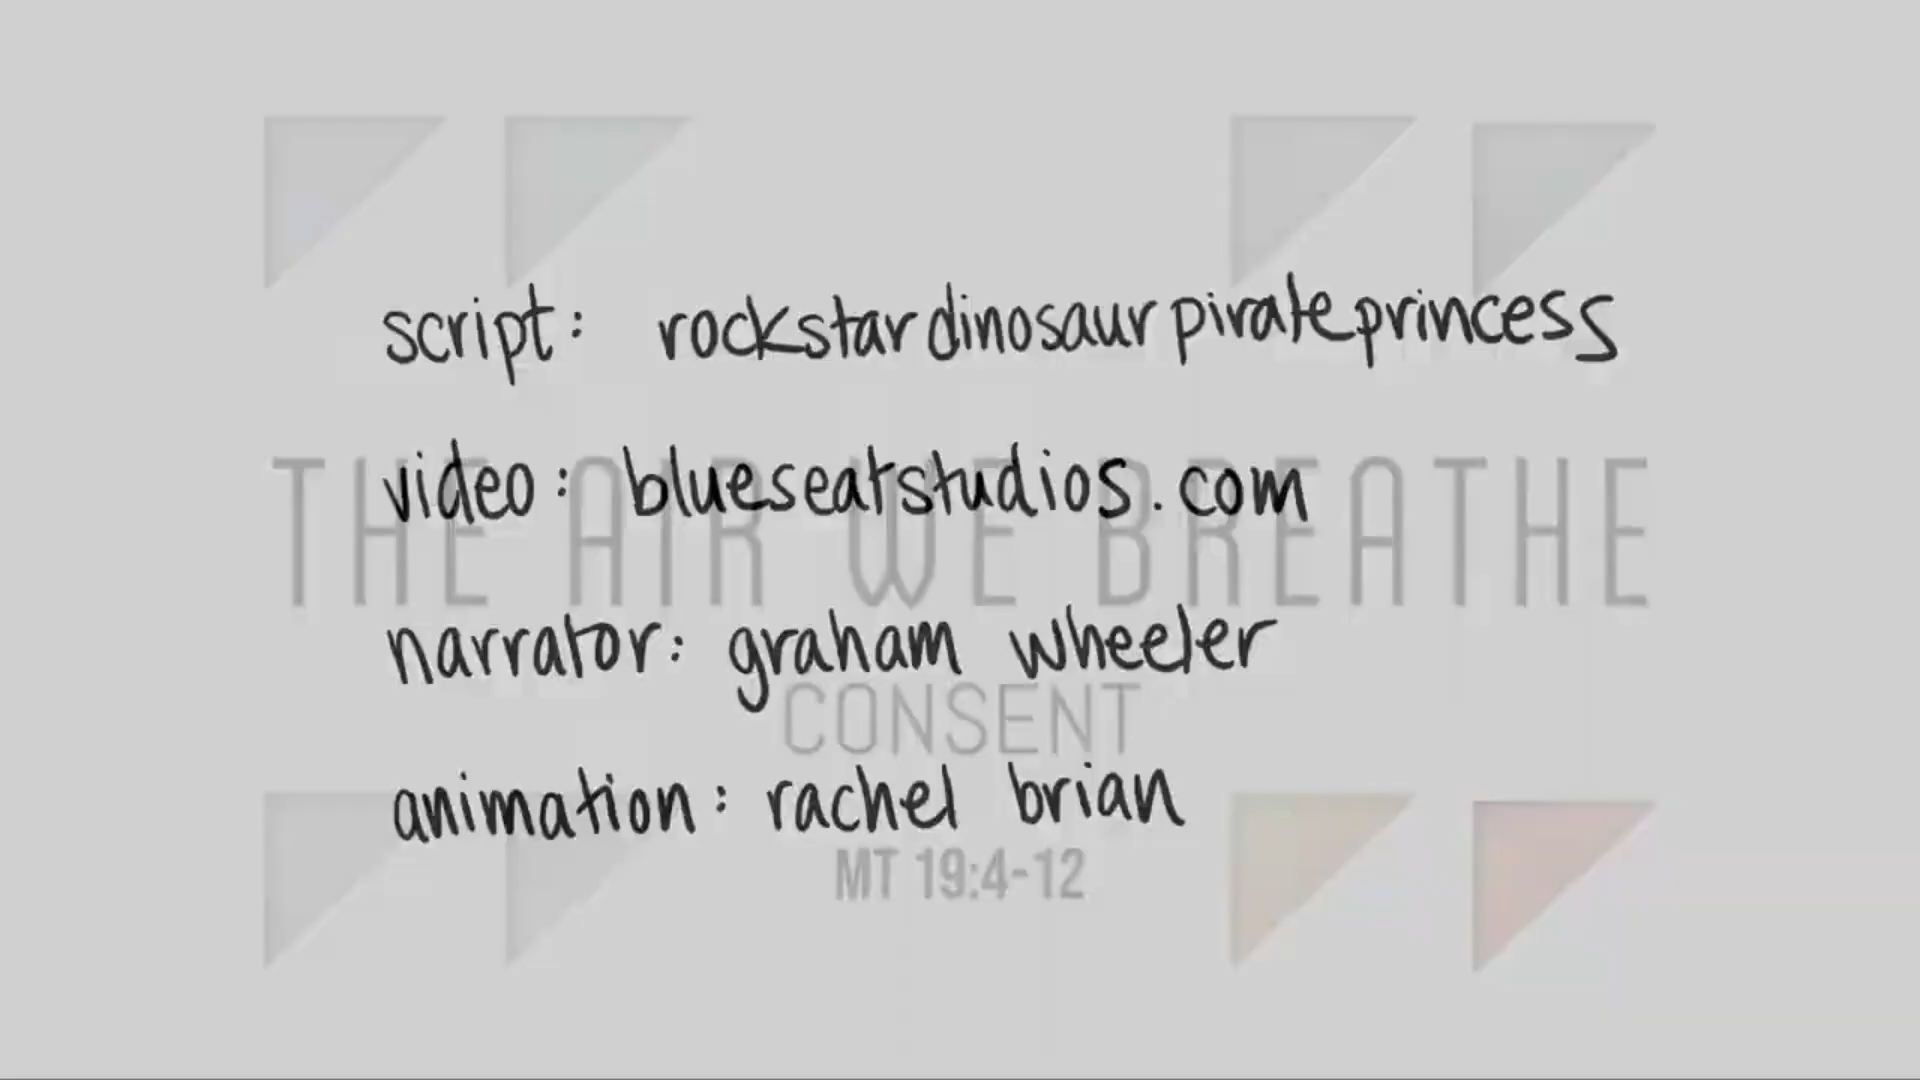 script: rockstardinosaurpirateprincess
video: blueseatstudios.com
THE AIR WE BREATHE
narrator: graham wheeler
CONSENT
animation: rachel brian
MT 19:4-12